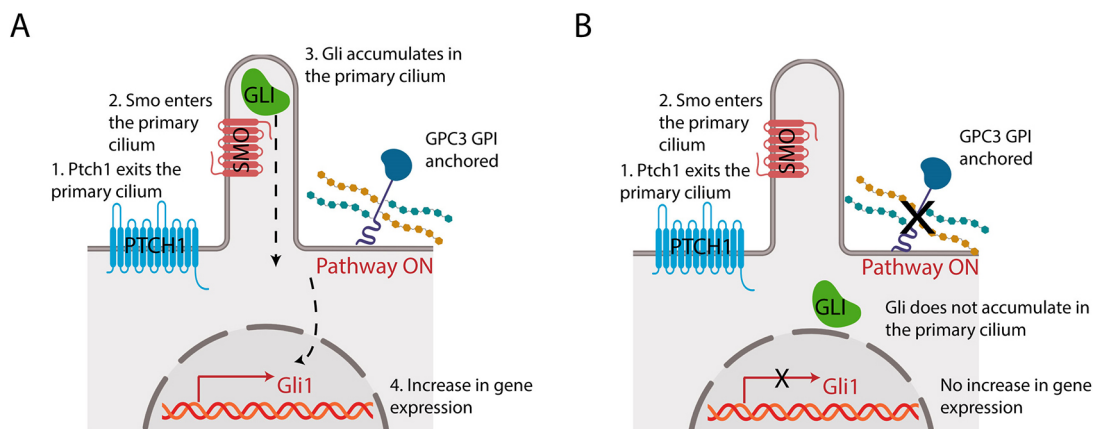 A
3. Gli accumulates in
the primary cilium
GLI
2. Smo enters
the primary
cilium
SMO
GPC3 GPI
anchored
1. Ptch1 exits the
primary cilium
PTCH1
Pathway ON
Gli1
4. Increase in gene
expression
B
2. Smo enters
the primary
cilium
SMO
GPC3 GPI
anchored
1. Ptch1 exits the
primary cilium
X
PTCH1
Pathway ON
GLI
Gli does not accumulate in
the primary cilium
X
Gli1
No increase in gene
expression